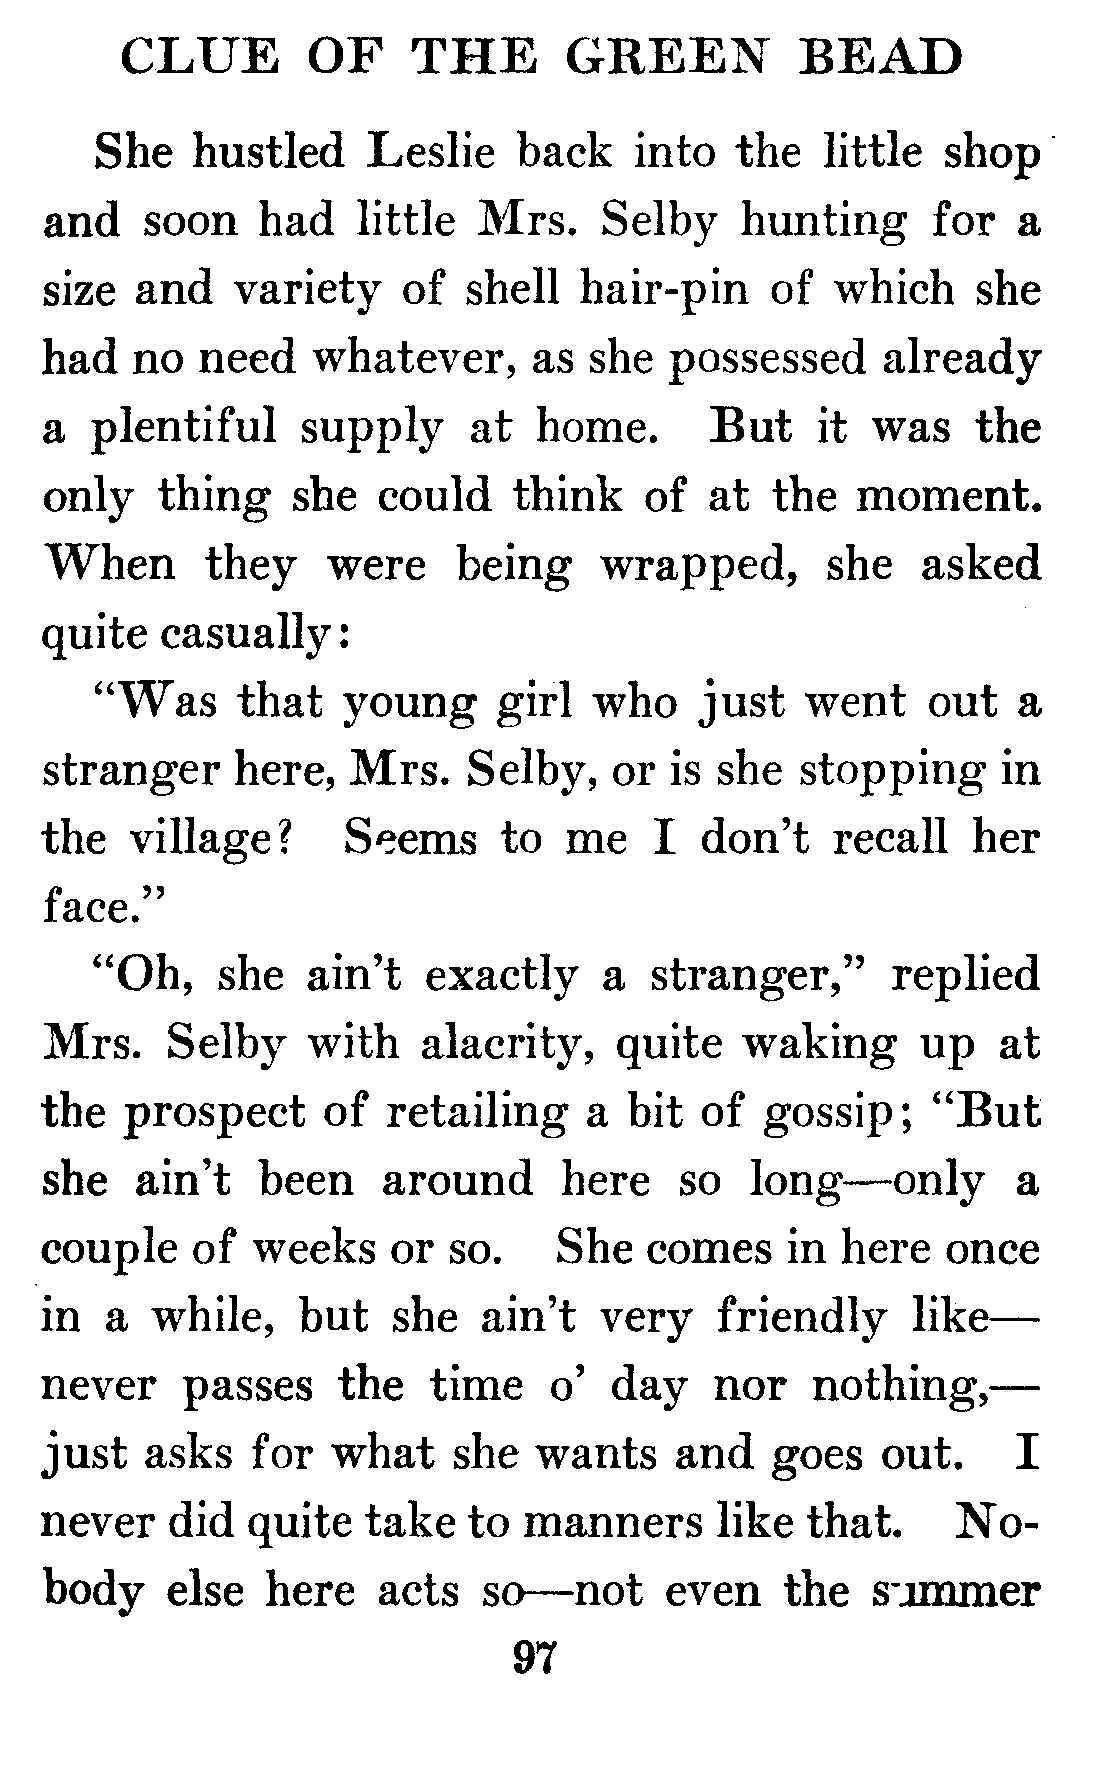 CLUE OF THE GREEN BEAD
She hustled Leslie back into the little shop
and soon had little Mrs. Selby hunting for a
size and variety of shell hair-pin of which she
had no need whatever, as she possessed already
a plentiful supply at home. But it was the
only thing she could think of at the moment.
When they were being wrapped, she asked
quite casually:
“Was that young girl who just went out a
stranger here, Mrs. Selby, or is she stopping in
the village? Seems to me I don’t recall her
face.”
“Oh, she ain’t exactly a stranger,” replied
Mrs. Selby with alacrity, quite waking up at
the prospect of retailing a bit of gossip; “But
she ain’t been around here so long—only a
couple of weeks or so. She comes in here once
in a while, but she ain’t very friendly like—
never passes the time o’ day nor nothing,—
just asks for what she wants and goes out. I
never did quite take to manners like that. No-
body else here acts so—not even the summer
97